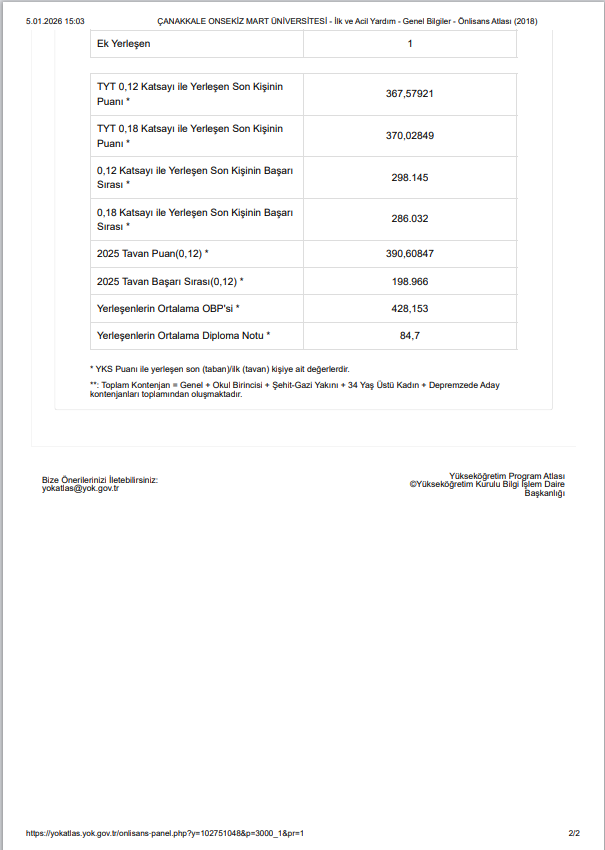 5.01.2026 15:03 ÇANAKKALE ONSEKİZ MART ÜNİVERSİTESİ - İlk ve Acil Yardım - Genel Bilgiler - Önlisans Atlası (2018)
Ek Yerleşen 1
TYT 0,12 Katsayı ile Yerleşen Son Kişinin
Puanı * 367,57921
TYT 0,18 Katsayı ile Yerleşen Son Kişinin
Puanı * 370,02849
0,12 Katsayı ile Yerleşen Son Kişinin Başarı
Sırası * 298.145
0,18 Katsayı ile Yerleşen Son Kişinin Başarı
Sırası * 286.032
2025 Tavan Puan(0,12) * 390,60847
2025 Tavan Başarı Sırası(0,12) * 198.966
Yerleşenlerin Ortalama OBP'si * 428,153
Yerleşenlerin Ortalama Diploma Notu * 84,7
* YKS Puanı ile yerleşen son (taban)/ilk (tavan) kişiye ait değerlerdir.
**: Toplam Kontenjan = Genel + Okul Birincisi + Şehit-Gazi Yakını + 34 Yaş Üstü Kadın + Depremzede Aday
kontenjanları toplamından oluşmaktadır.
Bize Önerilerinizi İletebilirsiniz:
yokatlas@yok.gov.tr
Yükseköğretim Program Atlası
©Yükseköğretim Kurulu Bilgi İşlem Daire
Başkanlığı
https://yokatlas.yok.gov.tr/onlisans-panel.php?y=102751048&p=3000_1&pr=1 2/2